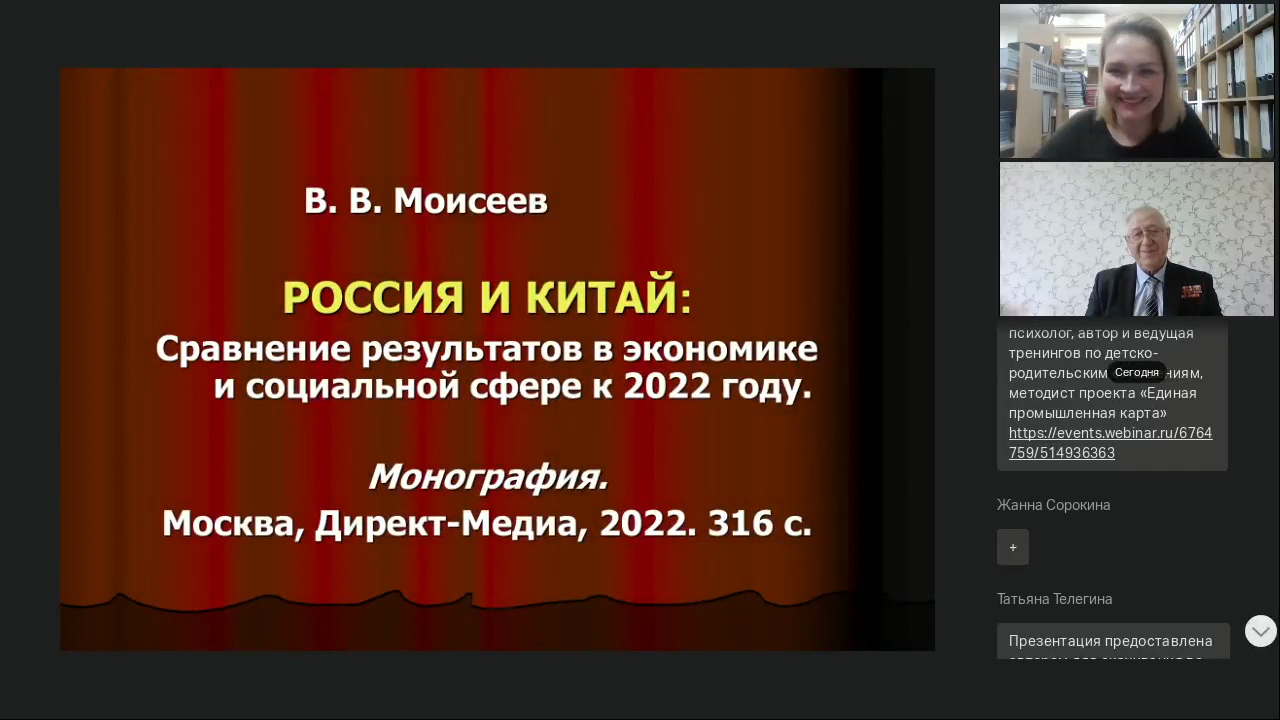 В. В. Моисеев
РОССИЯ И КИТАЙ:
Сравнение результатов в экономике
и социальной сфере к 2022 году.
Монография.
Москва, Директ-Медиа, 2022. 316 с.
психолог, автор и ведущая
тренингов по детско-
родительским
Сегодня
методист проекта «Единая
промышленная карта»
https://events.webinar.ru/6764
759/514936363
Жанна Сорокина
+
Татьяна Телегина
Презентация предоставлена